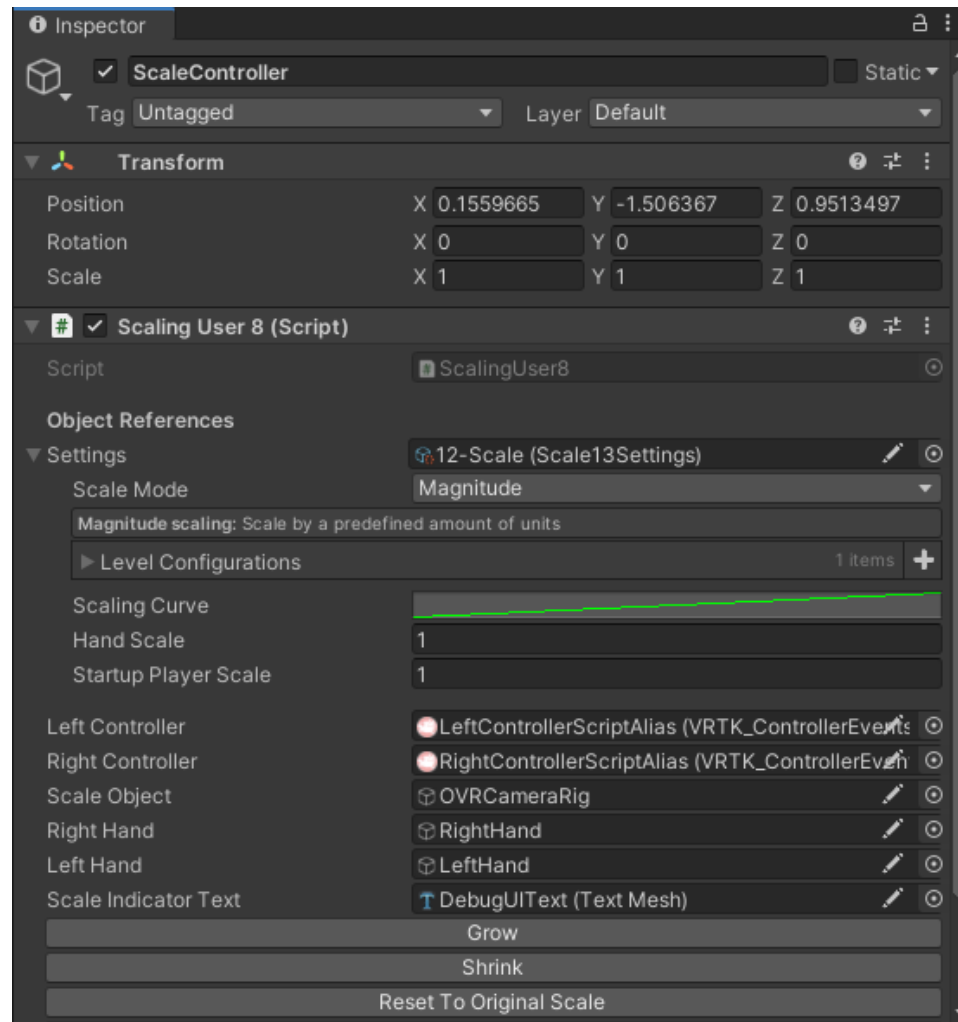 Inspector
ScaleController
Static
Tag Untagged Layer Default
Transform
Position X 0.1559665 Y -1.506367 Z 0.9513497
Rotation X 0 Y 0 Z 0
Scale X 1 Y 1 Z 1
# Scaling User 8 (Script)
Script # ScalingUser8
Object References
Settings 12-Scale (Scale13Settings)
Scale Mode Magnitude
Magnitude scaling: Scale by a predefined amount of units
Level Configurations 1 items
Scaling Curve
Hand Scale 1
Startup Player Scale 1
Left Controller LeftControllerScriptAlias (VRTK_ControllerEvents
Right Controller RightControllerScriptAlias (VRTK_ControllerEven
Scale Object OVRCameraRig
Right Hand RightHand
Left Hand LeftHand
Scale Indicator Text DebugUIText (Text Mesh)
Grow
Shrink
Reset To Original Scale